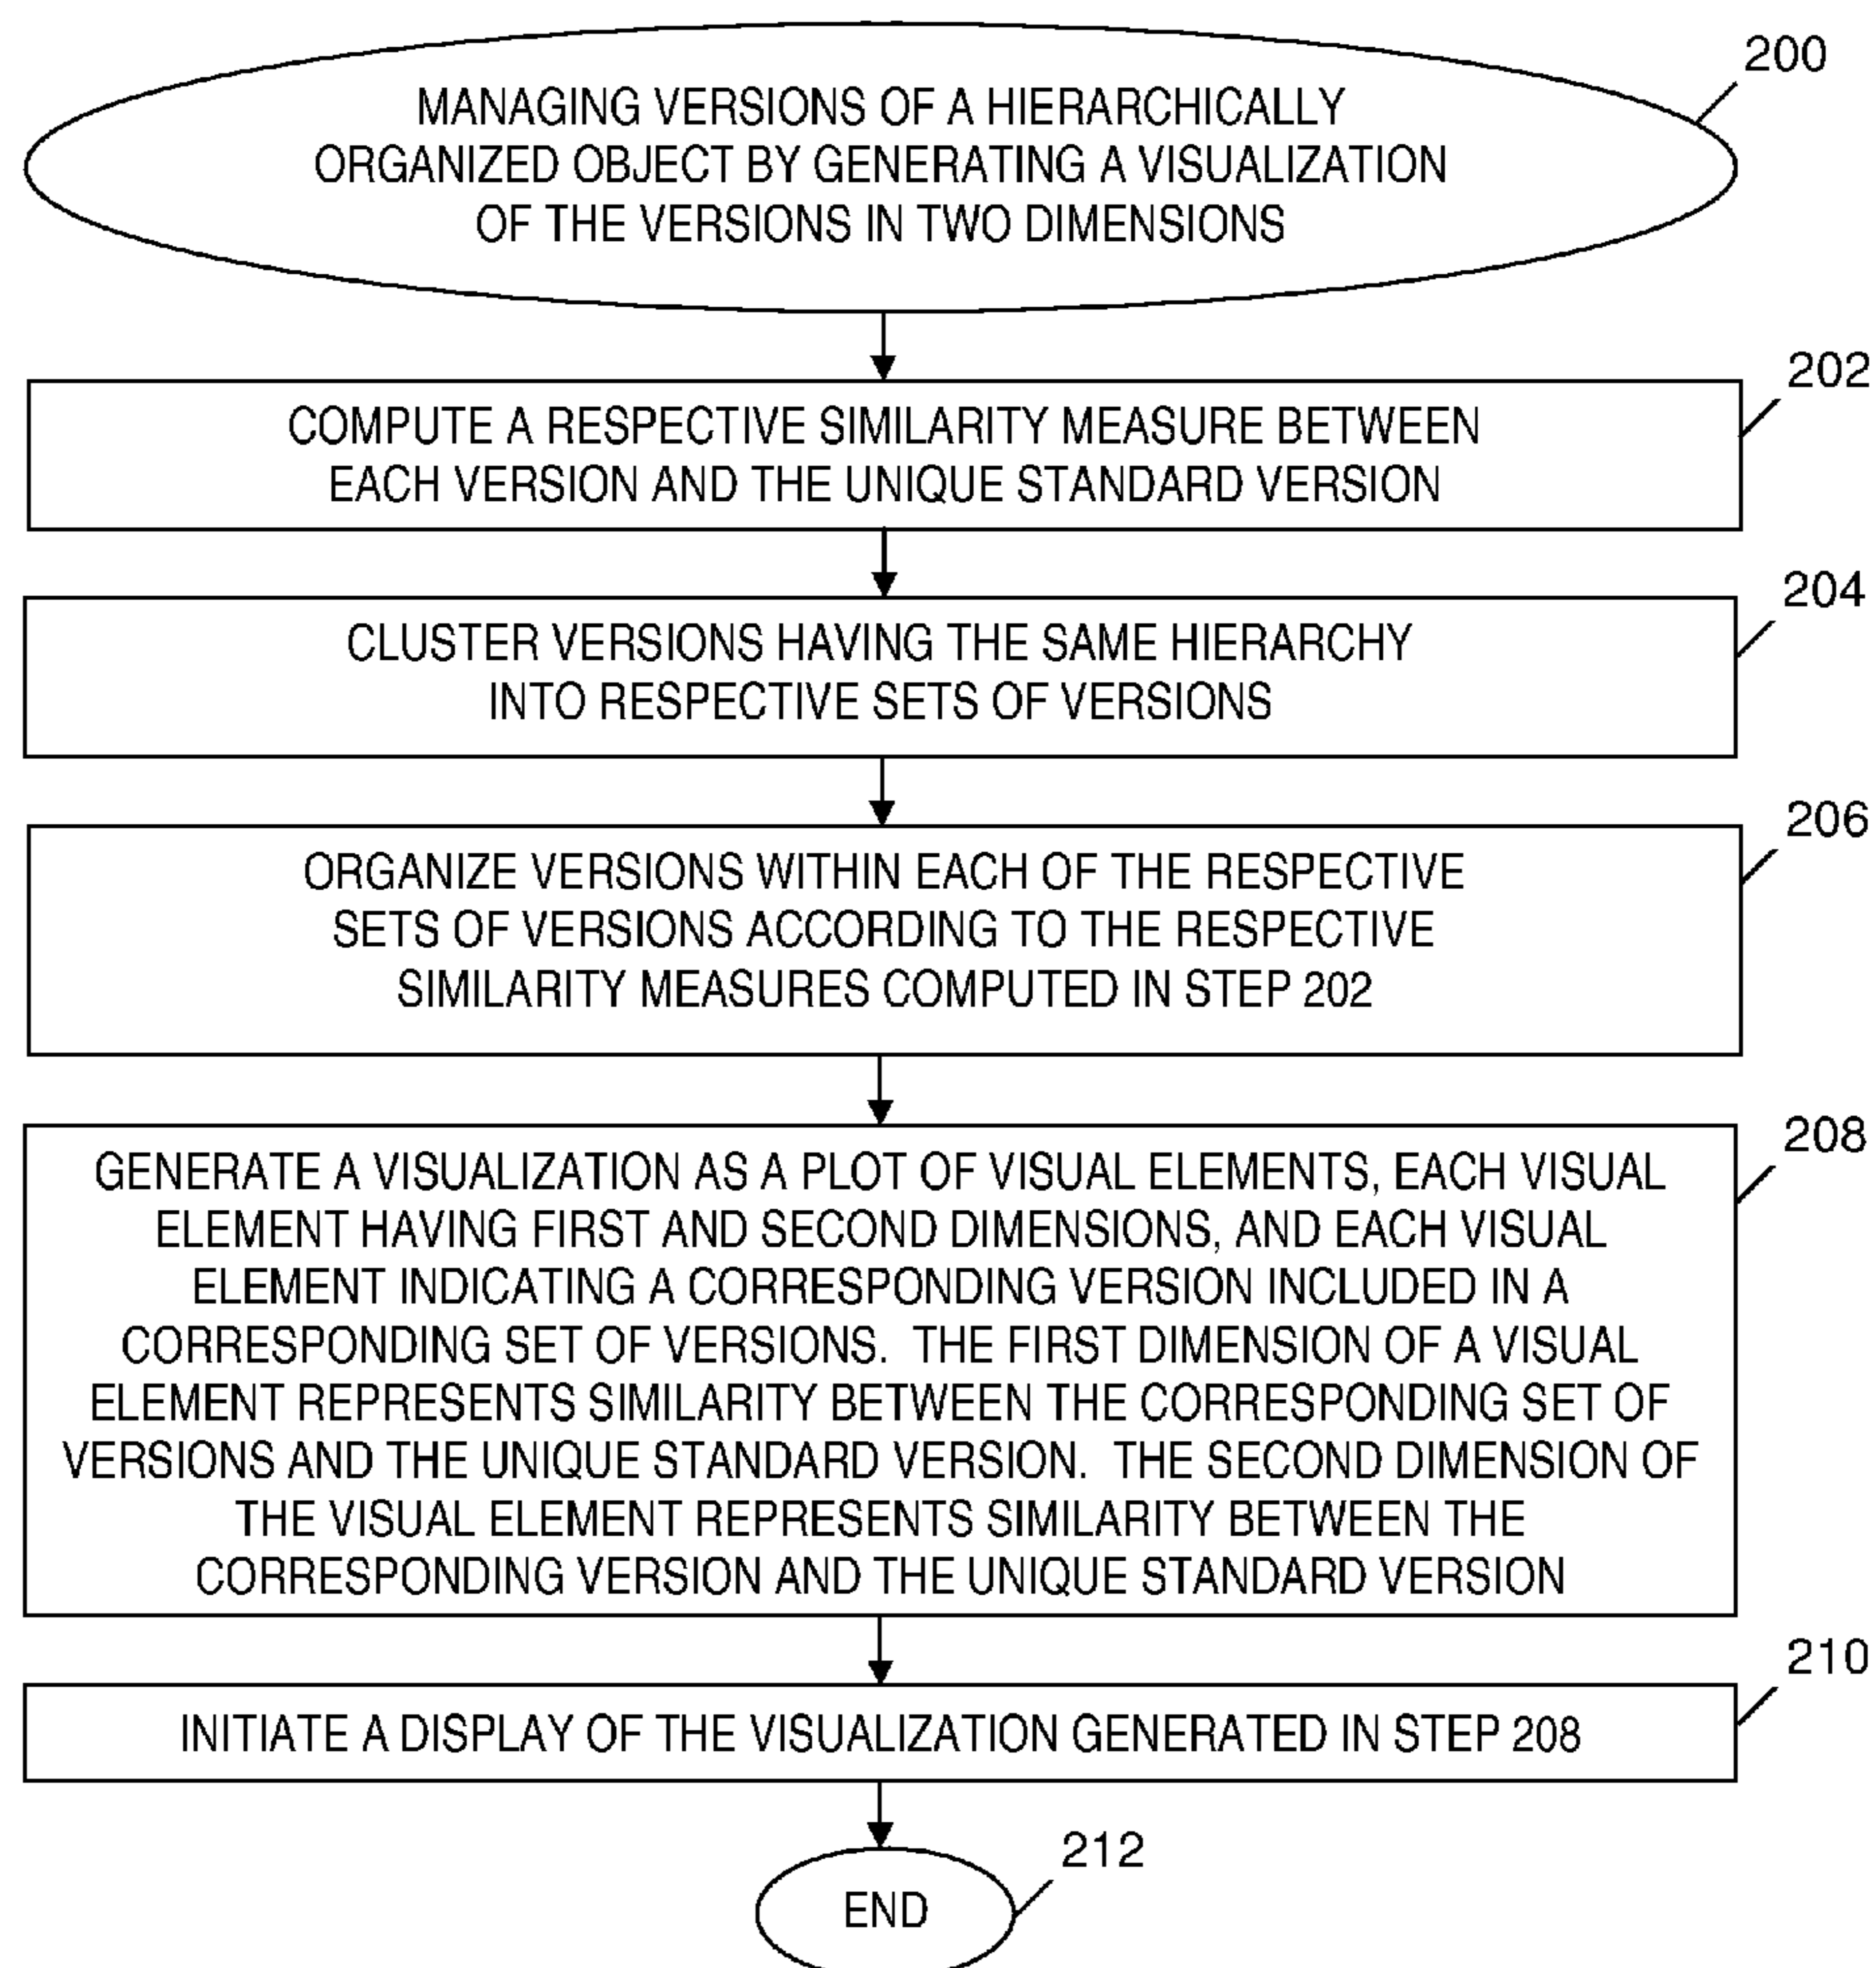 200
MANAGING VERSIONS OF A HIERARCHICALLY
ORGANIZED OBJECT BY GENERATING A VISUALIZATION
OF THE VERSIONS IN TWO DIMENSIONS
202
COMPUTE A RESPECTIVE SIMILARITY MEASURE BETWEEN
EACH VERSION AND THE UNIQUE STANDARD VERSION
204
CLUSTER VERSIONS HAVING THE SAME HIERARCHY
INTO RESPECTIVE SETS OF VERSIONS
206
ORGANIZE VERSIONS WITHIN EACH OF THE RESPECTIVE
SETS OF VERSIONS ACCORDING TO THE RESPECTIVE
SIMILARITY MEASURES COMPUTED IN STEP 202
208
GENERATE A VISUALIZATION AS A PLOT OF VISUAL ELEMENTS, EACH VISUAL
ELEMENT HAVING FIRST AND SECOND DIMENSIONS, AND EACH VISUAL
ELEMENT INDICATING A CORRESPONDING VERSION INCLUDED IN A
CORRESPONDING SET OF VERSIONS. THE FIRST DIMENSION OF A VISUAL
ELEMENT REPRESENTS SIMILARITY BETWEEN THE CORRESPONDING SET OF
VERSIONS AND THE UNIQUE STANDARD VERSION. THE SECOND DIMENSION OF
THE VISUAL ELEMENT REPRESENTS SIMILARITY BETWEEN THE
CORRESPONDING VERSION AND THE UNIQUE STANDARD VERSION
210
INITIATE A DISPLAY OF THE VISUALIZATION GENERATED IN STEP 208
212
END